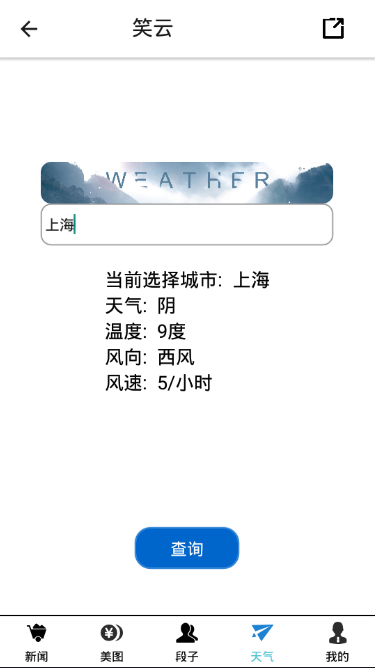 笑云
WEATHER
上海
当前选择城市: 上海
天气: 阴
温度: 9度
风向: 西风
风速: 5/小时
查询
新闻
美图
段子
天气
我的